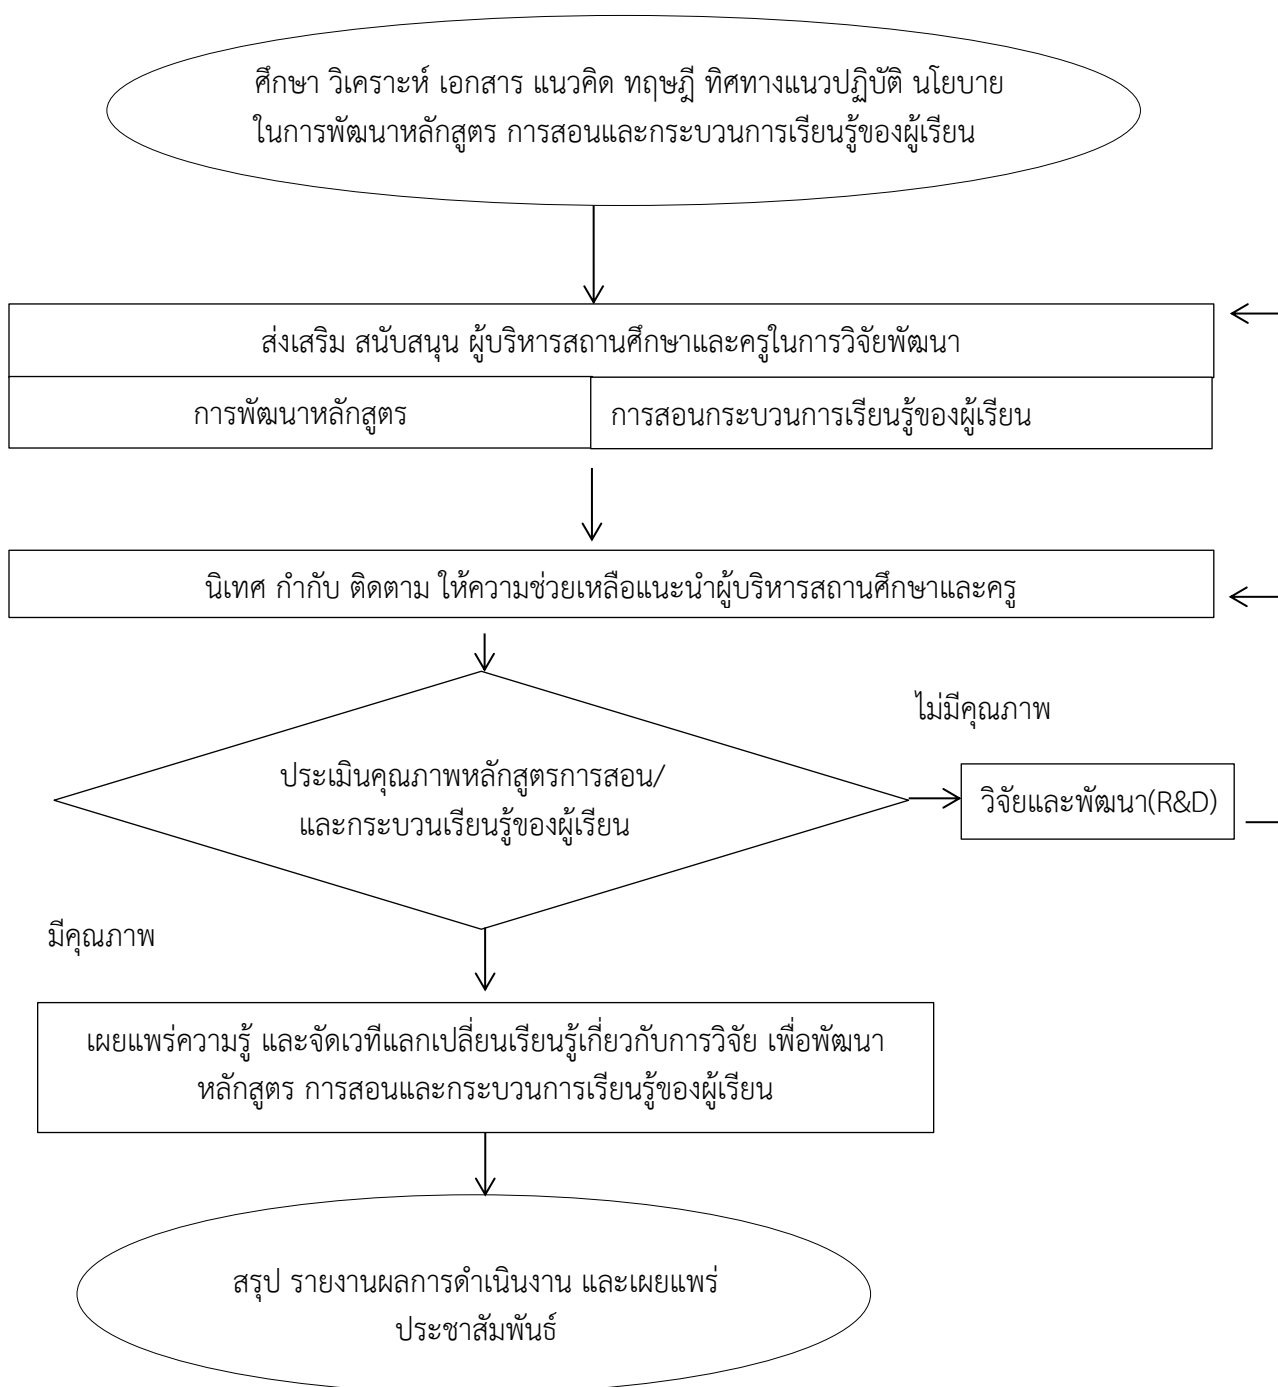 ศึกษา วิเคราะห์ เอกสาร แนวคิด ทฤษฎี ทิศทางแนวปฏิบัติ นโยบาย
ในการพัฒนาหลักสูตร การสอนและกระบวนการเรียนรู้ของผู้เรียน
ส่งเสริม สนับสนุน ผู้บริหารสถานศึกษาและครูในการวิจัยพัฒนา
การพัฒนาหลักสูตร
การสอนกระบวนการเรียนรู้ของผู้เรียน
นิเทศ กำกับ ติดตาม ให้ความช่วยเหลือแนะนำผู้บริหารสถานศึกษาและครู
ไม่มีคุณภาพ
ประเมินคุณภาพหลักสูตรการสอน/
และกระบวนเรียนรู้ของผู้เรียน
วิจัยและพัฒนา(R&D)
มีคุณภาพ
เผยแพร่ความรู้ และจัดเวทีแลกเปลี่ยนเรียนรู้เกี่ยวกับการวิจัย เพื่อพัฒนา
หลักสูตร การสอนและกระบวนการเรียนรู้ของผู้เรียน
สรุป รายงานผลการดำเนินงาน และเผยแพร่
ประชาสัมพันธ์